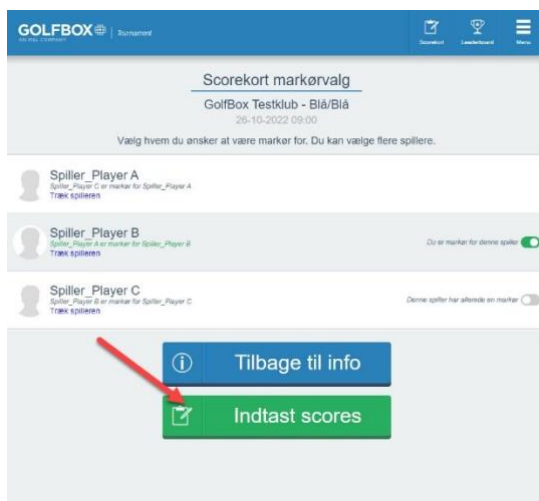 GOLFBOX | Tournament
Scorekort Leaderboard Menu
Scorekort markørvalg
GolfBox Testklub - Blå/Blå
26-10-2022 09:00
Vælg hvem du ønsker at være markør for. Du kan vælge flere spillere.
Spiller_Player A
Spiller_Player C er markør for Spiller_Player A
Træk spilleren
Spiller_Player B
Spiller_Player A er markør for Spiller_Player B
Du er markør for denne spiller
Træk spilleren
Spiller_Player C
Spiller_Player B er markør for Spiller_Player C
Denne spiller har allerede en markør
Træk spilleren
Tilbage til info
Indtast scores